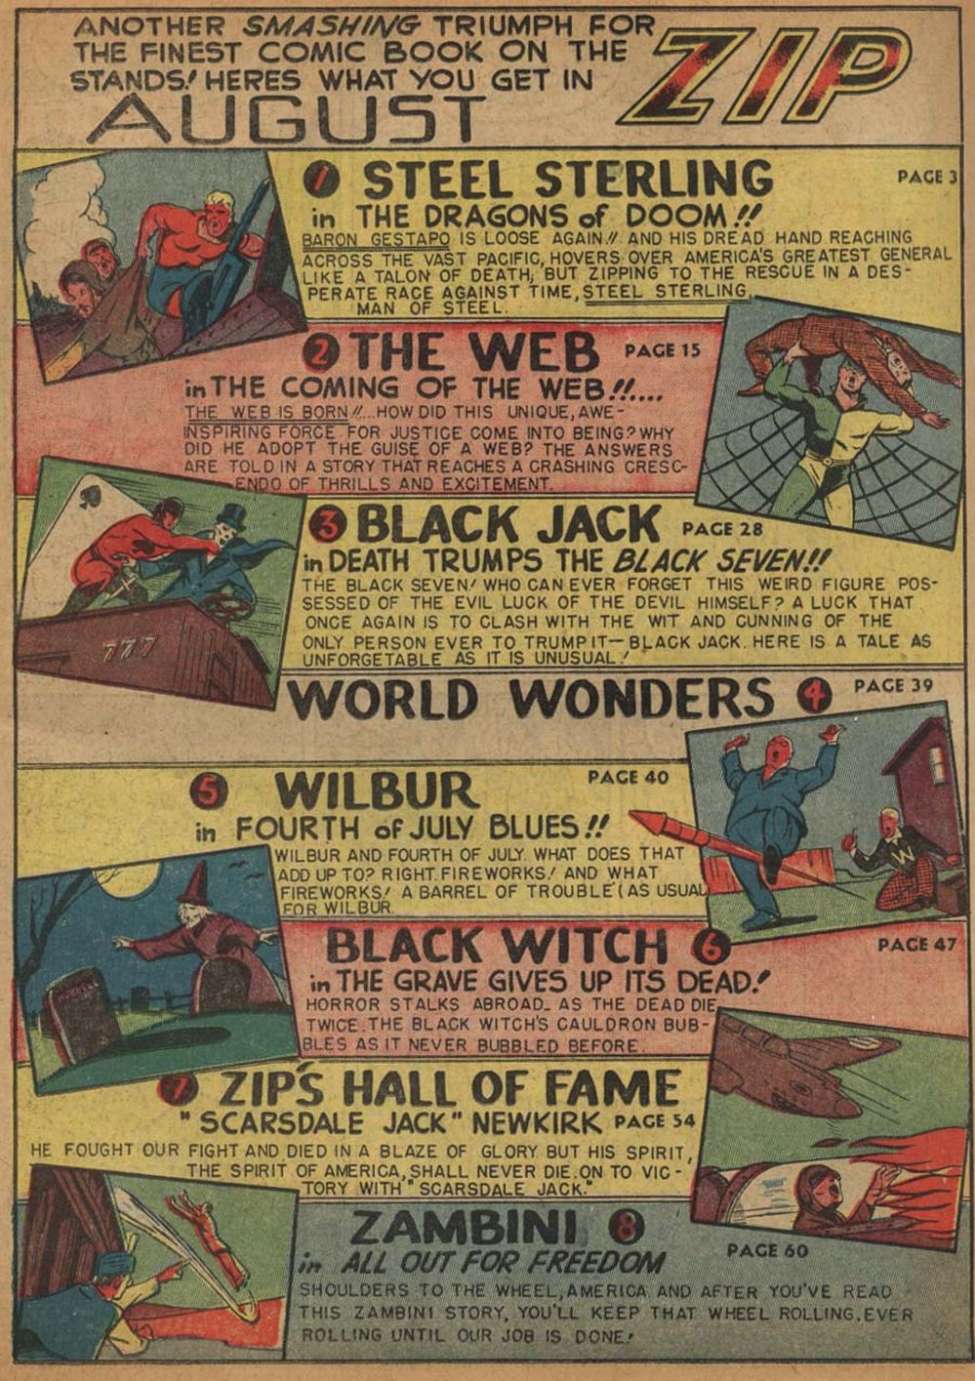 ANOTHER SMASHING TRIUMPH FOR
THE FINEST COMIC BOOK ON THE
STANDS! HERES WHAT YOU GET IN
AUGUST
ZIP
1 STEEL STERLING
PAGE 3
in THE DRAGONS of DOOM!!
BARON GESTAPO IS LOOSE AGAIN!! AND HIS DREAD HAND REACHING
ACROSS THE VAST PACIFIC, HOVERS OVER AMERICA'S GREATEST GENERAL
LIKE A TALON OF DEATH; BUT ZIPPING TO THE RESCUE IN A DES-
PERATE RACE AGAINST TIME, STEEL STERLING
MAN OF STEEL.
2 THE WEB PAGE 15
in THE COMING OF THE WEB!!....
THE WEB IS BORN!!...HOW DID THIS UNIQUE, AWE-
INSPIRING FORCE FOR JUSTICE COME INTO BEING? WHY
DID HE ADOPT THE GUISE OF A WEB? THE ANSWERS
ARE TOLD IN A STORY THAT REACHES A CRASHING CRESC-
ENDO OF THRILLS AND EXCITEMENT.
3 BLACK JACK PAGE 28
in DEATH TRUMPS THE BLACK SEVEN!!
THE BLACK SEVEN! WHO CAN EVER FORGET THIS WEIRD FIGURE POS-
SESSED OF THE EVIL LUCK OF THE DEVIL HIMSELF? A LUCK THAT
ONCE AGAIN IS TO CLASH WITH THE WIT AND CUNNING OF THE
ONLY PERSON EVER TO TRUMP IT—BLACK JACK. HERE IS A TALE AS
UNFORGETABLE AS IT IS UNUSUAL!
777
WORLD WONDERS 4 PAGE 39
5 WILBUR PAGE 40
in FOURTH of JULY BLUES!!
WILBUR AND FOURTH OF JULY. WHAT DOES THAT
ADD UP TO? RIGHT. FIREWORKS! AND WHAT
FIREWORKS! A BARREL OF TROUBLE (AS USUAL
FOR WILBUR
W
BLACK WITCH 6 PAGE 47
in THE GRAVE GIVES UP ITS DEAD!
HORROR STALKS ABROAD_ AS THE DEAD DIE
TWICE. THE BLACK WITCH'S CAULDRON BUB-
BLES AS IT NEVER BUBBLED BEFORE.
7 ZIP'S HALL OF FAME
"SCARSDALE JACK" NEWKIRK PAGE 54
HE FOUGHT OUR FIGHT AND DIED IN A BLAZE OF GLORY BUT HIS SPIRIT,
THE SPIRIT OF AMERICA, SHALL NEVER DIE. ON TO VIC-
TORY WITH "SCARSDALE JACK."
ZAMBINI 8 PAGE 60
in ALL OUT FOR FREEDOM
SHOULDERS TO THE WHEEL, AMERICA AND AFTER YOU'VE READ
THIS ZAMBINI STORY, YOU'LL KEEP THAT WHEEL ROLLING. EVER
ROLLING UNTIL OUR JOB IS DONE!